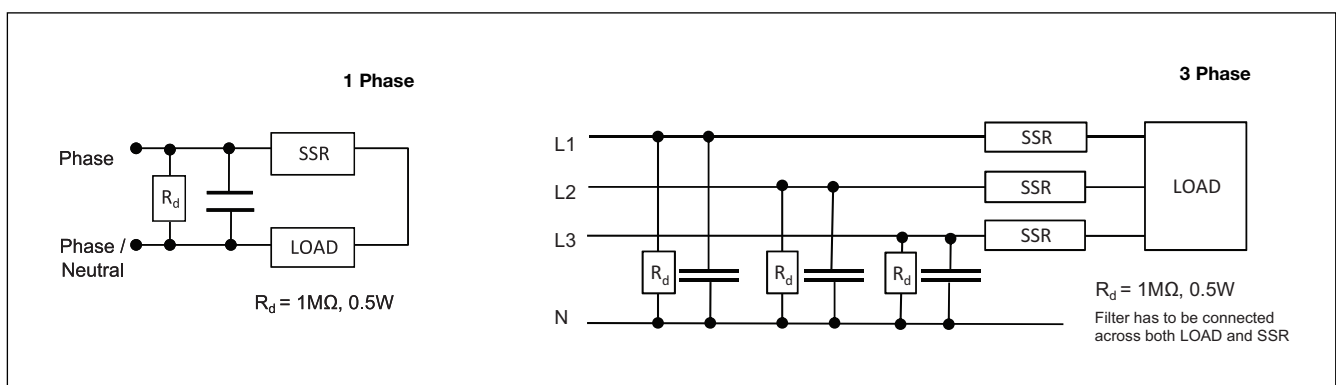 1 Phase
Phase
SSR
Rd
Phase /
Neutral
LOAD
Rd = 1MΩ, 0.5W
3 Phase
L1
SSR
L2
SSR
LOAD
L3
SSR
Rd
Rd
Rd
N
Rd = 1MΩ, 0.5W
Filter has to be connected
across both LOAD and SSR